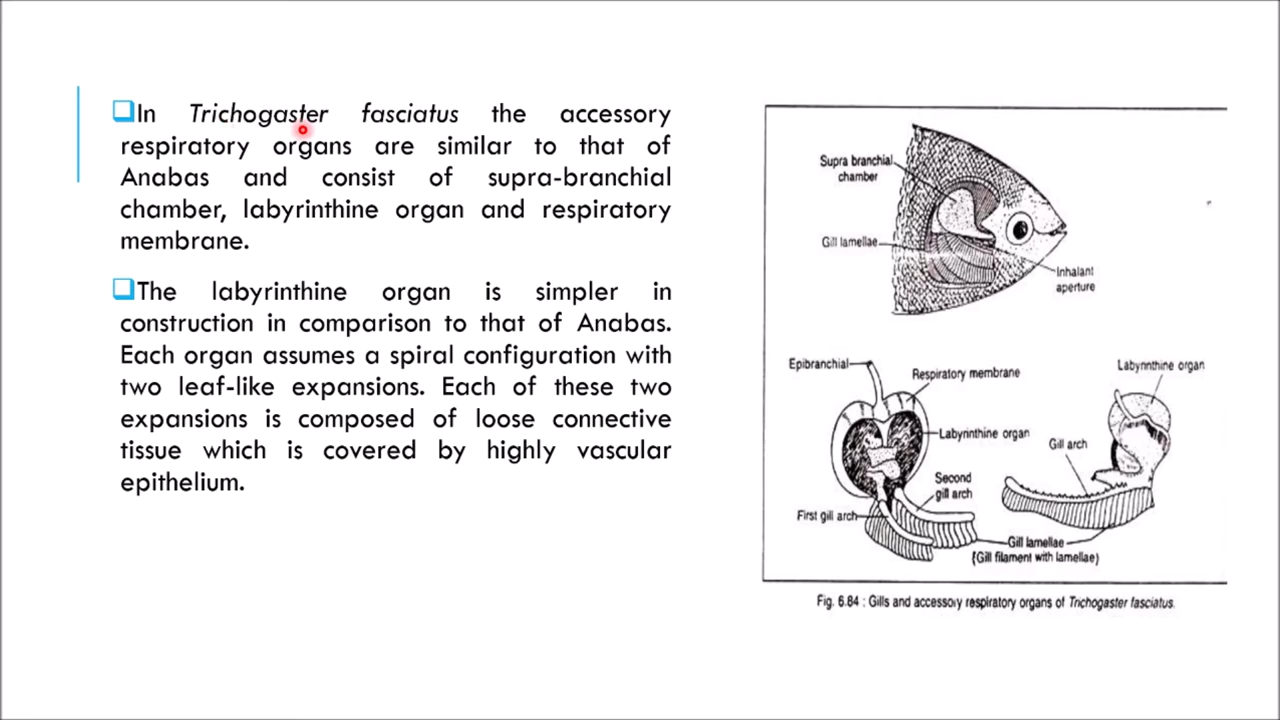 In Trichogaster fasciatus the accessory
respiratory organs are similar to that of
Anabas and consist of supra-branchial
chamber, labyrinthine organ and respiratory
membrane.
The labyrinthine organ is simpler in
construction in comparison to that of Anabas.
Each organ assumes a spiral configuration with
two leaf-like expansions. Each of these two
expansions is composed of loose connective
tissue which is covered by highly vascular
epithelium.
Supra branchial
chamber
Gill lamellae
Inhalant
aperture
Epibranchial
Respiratory membrane
Labyrinthine organ
Second
gill arch
First gill arch
Labyrinthine organ
Gill arch
Gill lamellae
(Gill filament with lamellae)
Fig. 6.84 : Gills and accessory respiratory organs of Trichogaster fasciatus.